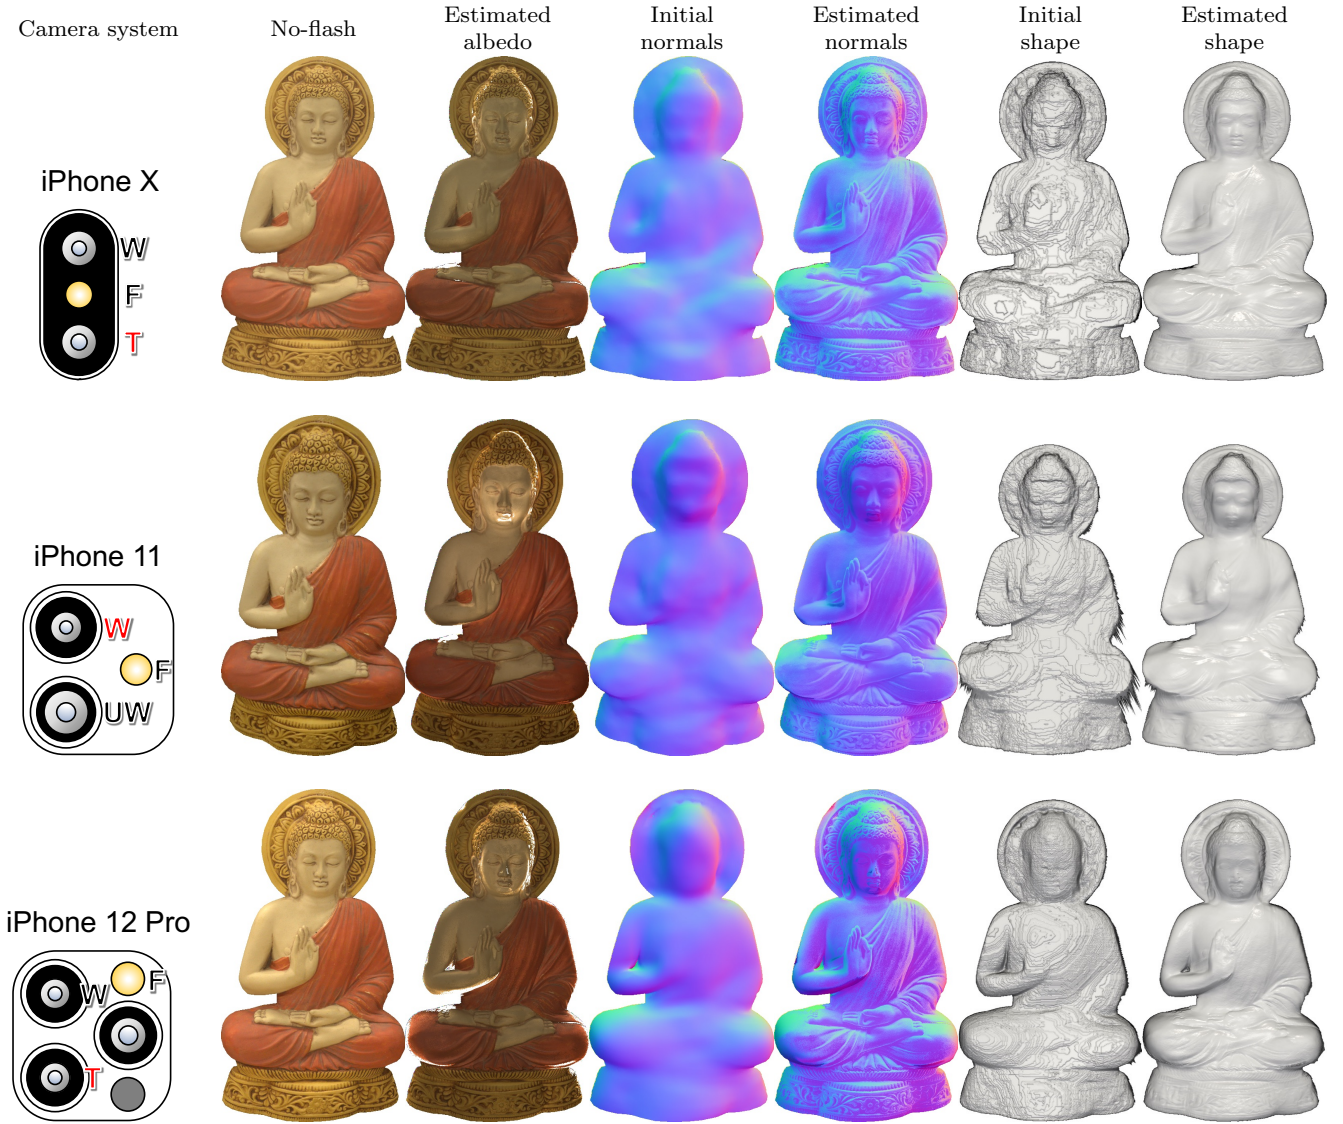 Camera system
No-flash
Estimated
albedo
Initial
normals
Estimated
normals
Initial
shape
Estimated
shape
iPhone X
W
F
T
iPhone 11
W
F
UW
iPhone 12 Pro
F
W
T